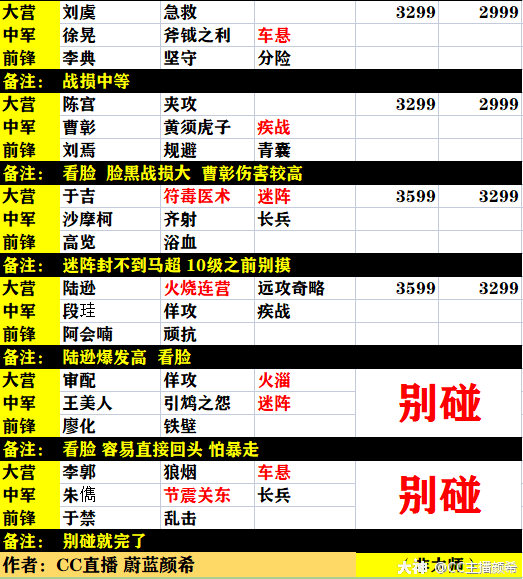 大营 刘虞 急救 3299 2999
中军 徐晃 斧钺之利 车悬
前锋 李典 坚守 分险
备注: 战损中等
大营 陈宫 夹攻 3299 2999
中军 曹彰 黄须虎子 疾战
前锋 刘焉 规避 青囊
备注: 看脸 脸黑战损大 曹彰伤害较高
大营 于吉 符毒医术 迷阵 3599 3299
中军 沙摩柯 齐射 长兵
前锋 高览 浴血
备注: 迷阵封不到马超 10级之前别摸
大营 陆逊 火烧连营 远攻奇略 3599 3299
中军 段珪 佯攻 疾战
前锋 阿会喃 顽抗
备注: 陆逊爆发高 看脸
大营 审配 佯攻 火淄 别碰
中军 王美人 引鸩之怨 迷阵
前锋 廖化 铁壁
备注: 看脸 容易直接回头 怕暴走
大营 李郭 狼烟 车悬 别碰
中军 朱儁 节震关东 长兵
前锋 于禁 乱击
备注: 别碰就完了
作者: CC直播 蔚蓝颜希
大神 @CC主播颜希